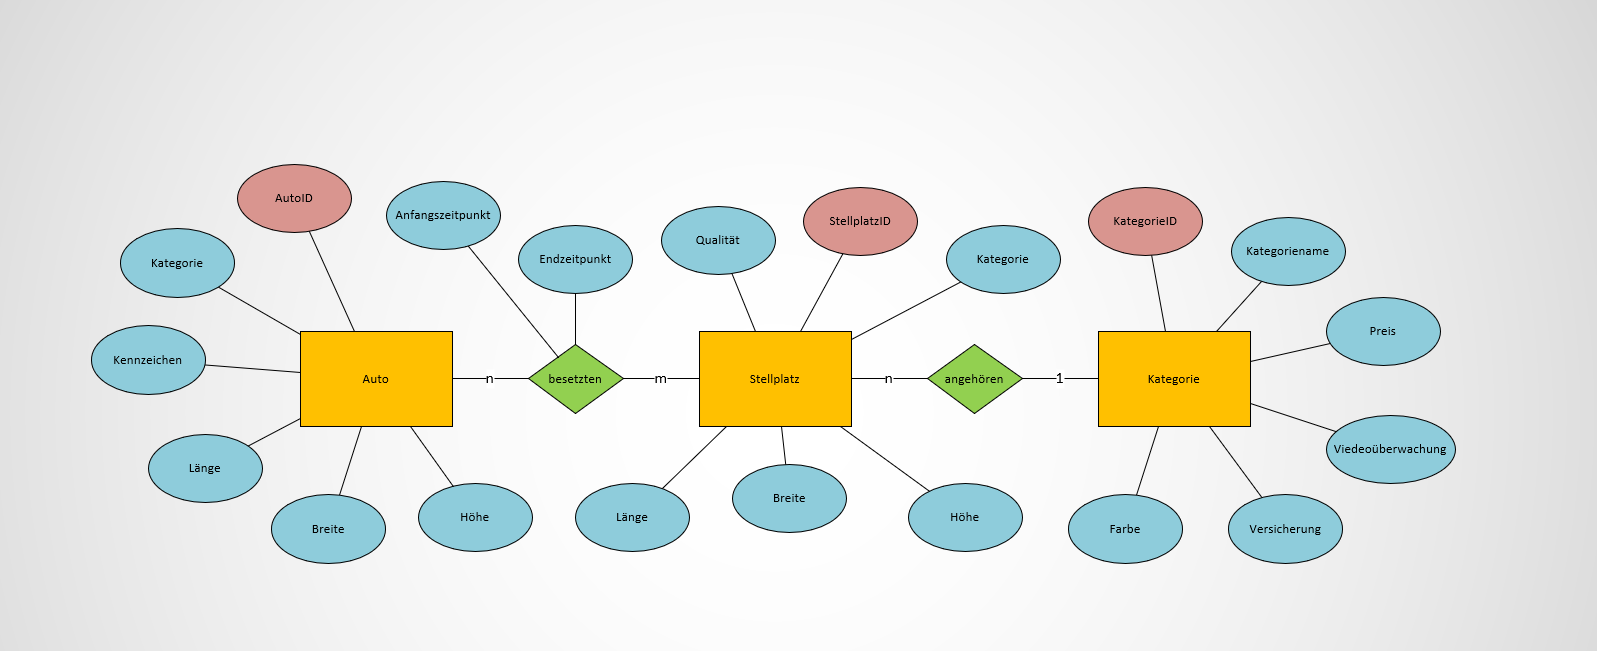 AutoID
Anfangszeitpunkt
StellplatzID
KategorieID
Qualität
Kategoriename
Kategorie
Endzeitpunkt
Kategorie
Preis
Kennzeichen
Auto
n
besetzten
m
Stellplatz
n
angehören
1
Kategorie
Viedeoüberwachung
Länge
Breite
Höhe
Länge
Breite
Höhe
Farbe
Versicherung